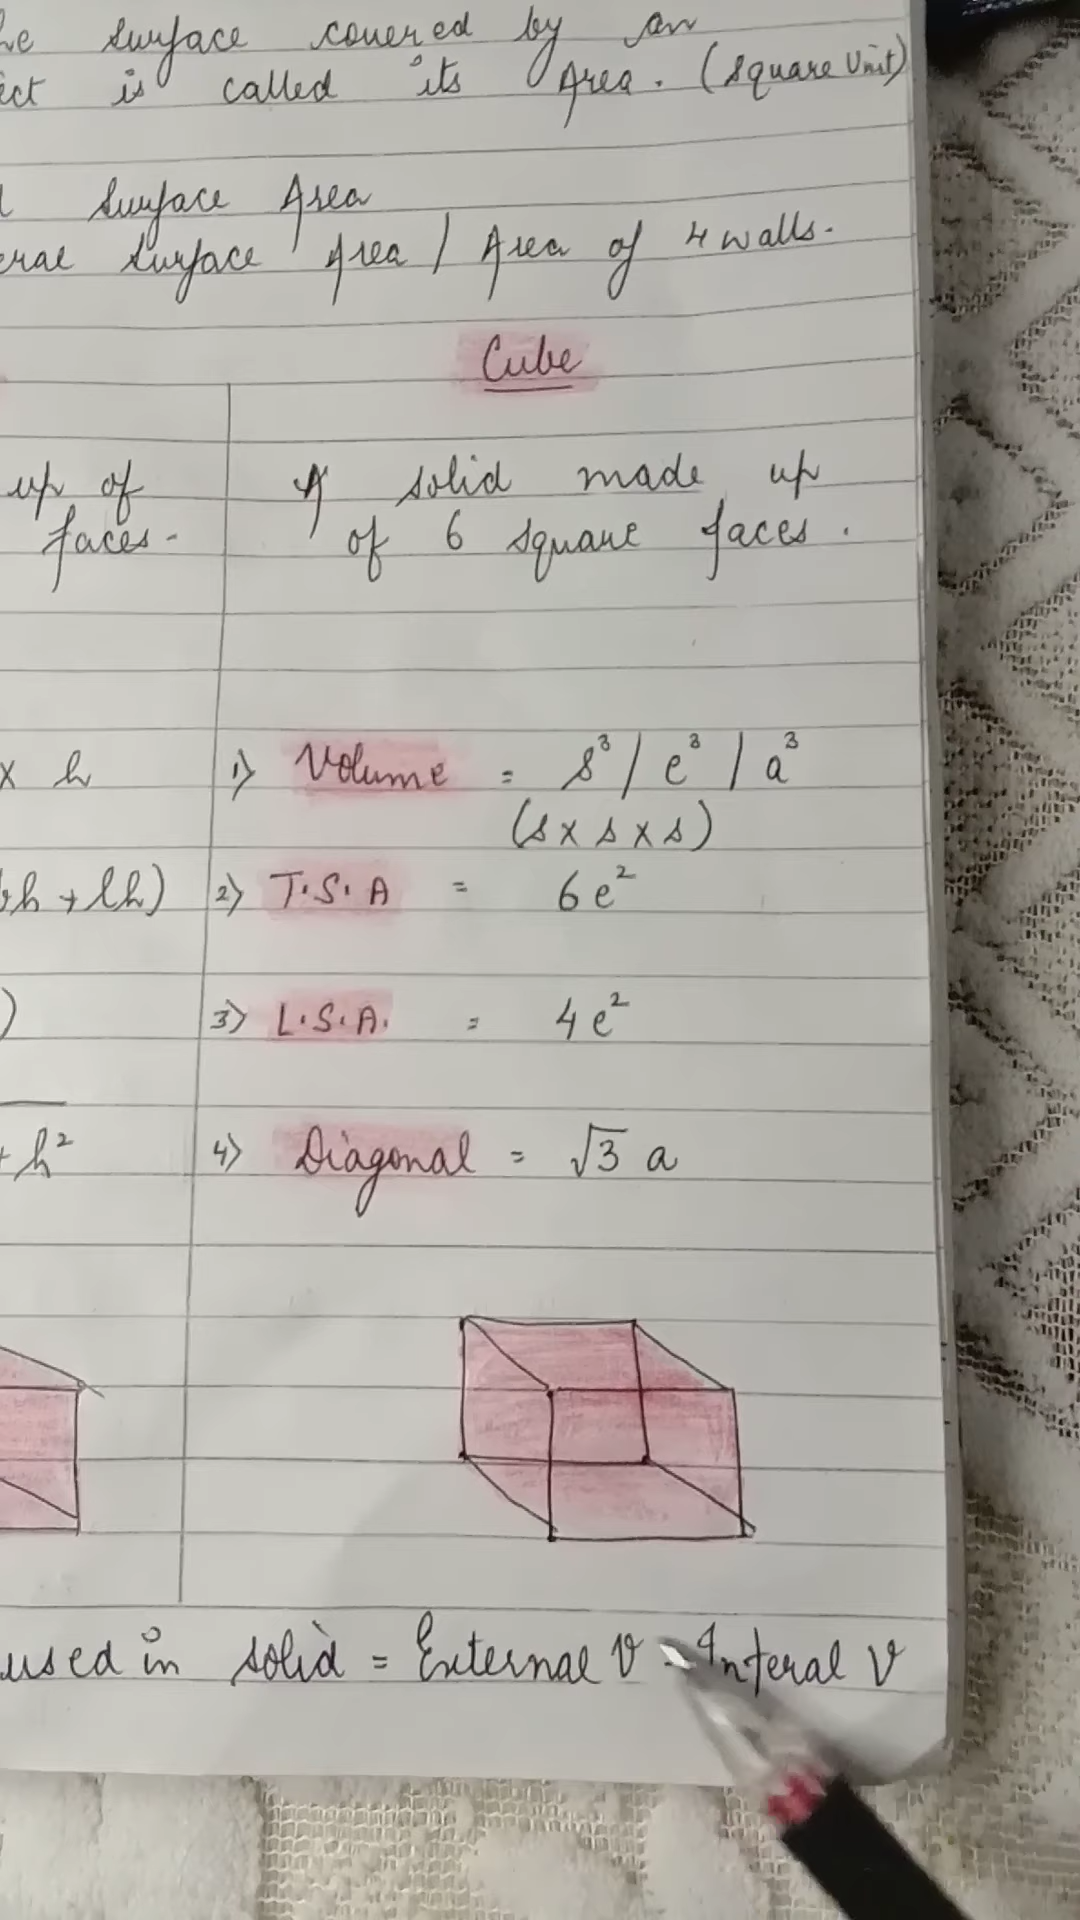 surface covered by an
is called its Area. (Square Unit)
Surface Area
Surface Area / Area of 4 walls.
Cube
up of
faces.
A solid made up
of 6 square faces.
x h
1) Volume = s³ / e³ / a³
(s x s x s)
h + lh) 2) T.S.A = 6e²
) 3) L.S.A. = 4e²
+ h² 4) Diagonal = √3 a
used in solid = External V - Interal V